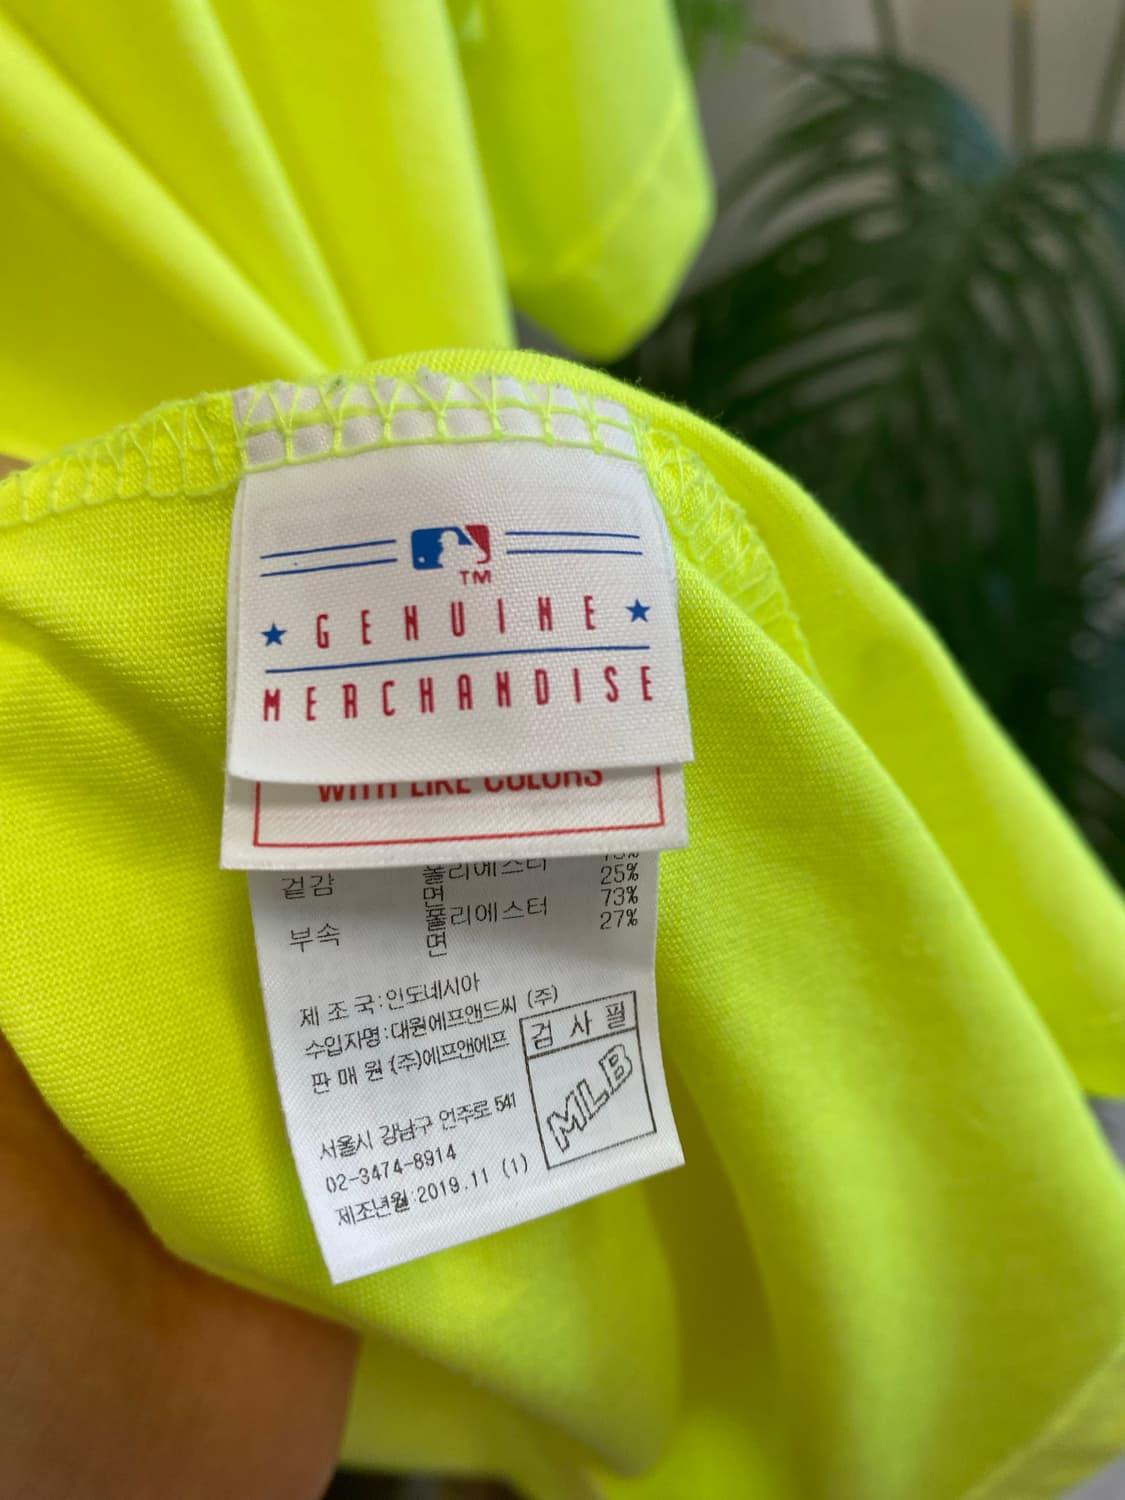 TM
GENUINE
MERCHANDISE
WITH LIKE COLORS
겉감 폴리에스터
면 25%
폴리에스터 73%
부속 면 27%
제 조 국:인도네시아
수입자명:대원에프앤드씨 (주)
판 매 원 (주)에프앤에프
검 사 필
MLB
서울시 강남구 언주로 541
02-3474-8914
제조년월:2019.11 (1)